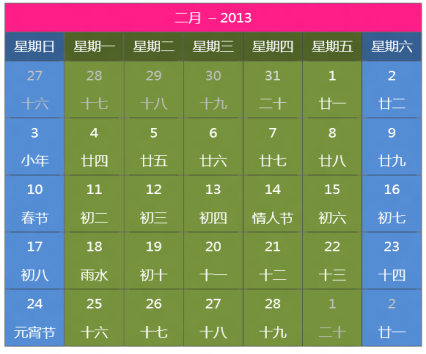 二月 – 2013
星期日 星期一 星期二 星期三 星期四 星期五 星期六
27 28 29 30 31 1 2
十六 十七 十八 十九 二十 廿一 廿二
3 4 5 6 7 8 9
小年 廿四 廿五 廿六 廿七 廿八 廿九
10 11 12 13 14 15 16
春节 初二 初三 初四 情人节 初六 初七
17 18 19 20 21 22 23
初八 雨水 初十 十一 十二 十三 十四
24 25 26 27 28 1 2
元宵节 十六 十七 十八 十九 二十 廿一